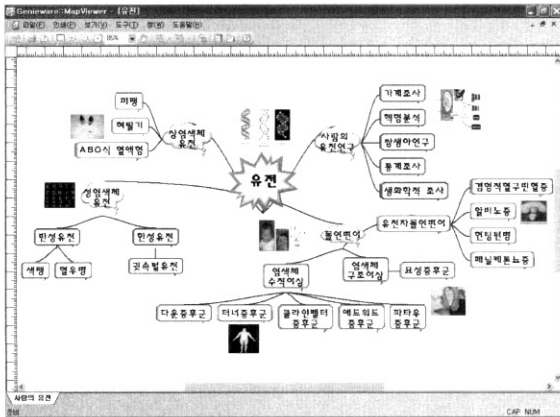 Genieware::MapViewer - [유전]
파일(F) 인쇄(P) 보기(V) 도구(T) 창(W) 도움말(H)
유전
상염색체
유전
미맹
혀말기
ABO식 혈액형
사람의
유전연구
가계조사
핵형분석
쌍생아연구
통계조사
생화학적 조사
성염색체
유전
반성유전
한성유전
색맹
혈우병
귓속털유전
돌연변이
유전자돌연변이
겸형적혈구빈혈증
알비노증
헌팅턴병
페닐케톤뇨증
염색체
수적이상
염색체
구조이상
묘성증후군
다운증후군
터너증후군
클라인펠터
증후군
에드워드
증후군
파타우
증후군
사람의 유전
준비
CAP NUM